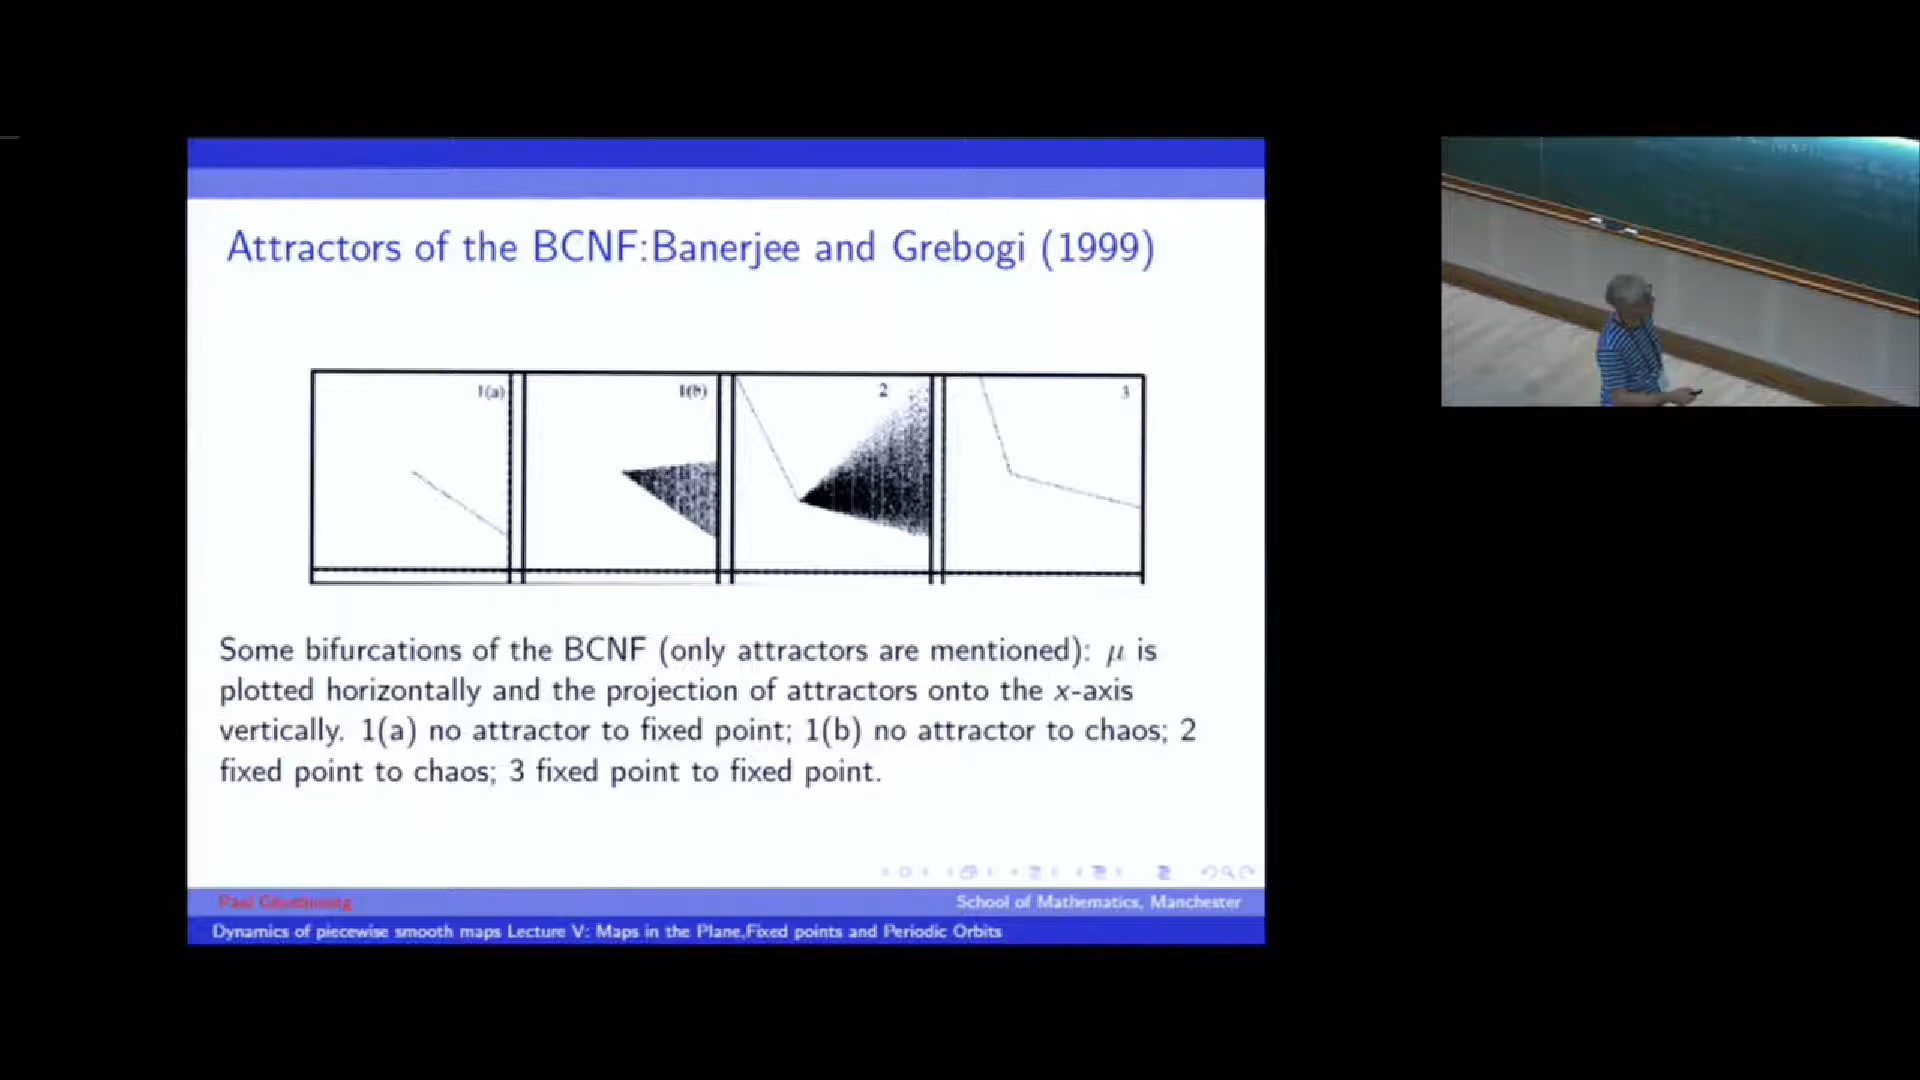 Attractors of the BCNF:Banerjee and Grebogi (1999)
1(a) 1(b) 2 3
Some bifurcations of the BCNF (only attractors are mentioned): μ is
plotted horizontally and the projection of attractors onto the x-axis
vertically. 1(a) no attractor to fixed point; 1(b) no attractor to chaos; 2
fixed point to chaos; 3 fixed point to fixed point.
Paul School of Mathematics, Manchester
Dynamics of piecewise smooth maps Lecture V: Maps in the Plane,Fixed points and Periodic Orbits